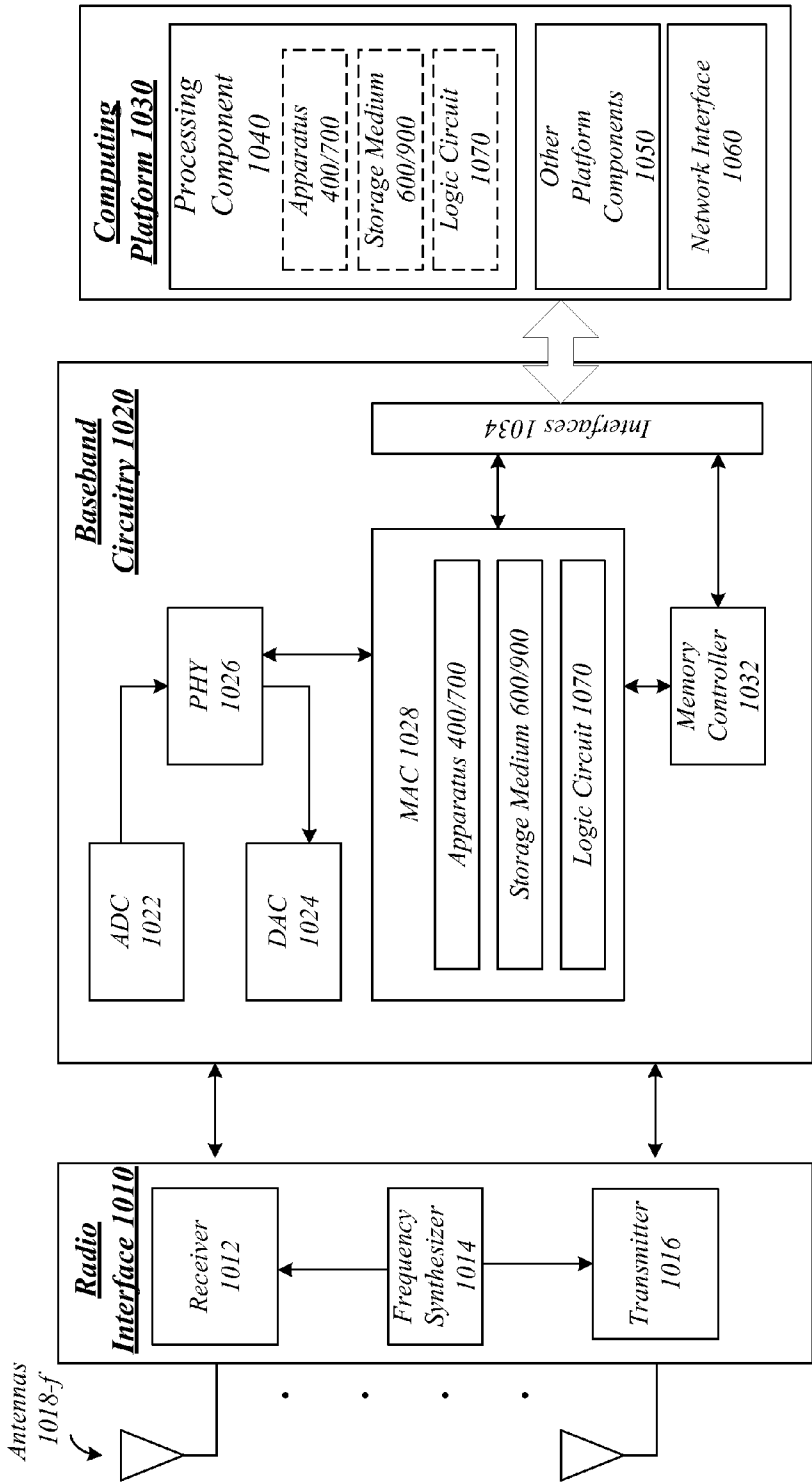 Antennas
1018-f
Radio
Interface 1010
Receiver
1012
Frequency
Synthesizer
1014
Transmitter
1016
Baseband
Circuitry 1020
ADC
1022
PHY
1026
DAC
1024
MAC 1028
Apparatus 400/700
Storage Medium 600/900
Logic Circuit 1070
Memory
Controller
1032
Interfaces 1034
Computing
Platform 1030
Processing
Component
1040
Apparatus
400/700
Storage Medium
600/900
Logic Circuit
1070
Other
Platform
Components
1050
Network Interface
1060